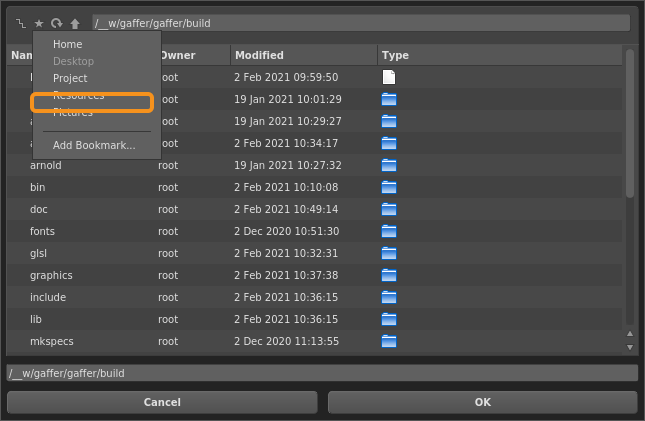 /__w/gaffer/gaffer/build
Owner Modified Type
Home
Desktop
Project
Resources
Pictures
Add Bookmark...
root 2 Feb 2021 09:59:50
root 19 Jan 2021 10:01:29
root 19 Jan 2021 11:29:27
root 2 Feb 2021 10:34:17
arnold root 19 Jan 2021 10:27:32
bin root 2 Feb 2021 10:10:08
doc root 2 Feb 2021 10:49:14
fonts root 2 Dec 2020 10:51:30
glsl root 2 Feb 2021 10:32:31
graphics root 2 Feb 2021 10:37:38
include root 2 Feb 2021 10:36:15
lib root 2 Feb 2021 10:36:15
mkspecs root 2 Dec 2020 11:13:55
/__w/gaffer/gaffer/build
Cancel OK